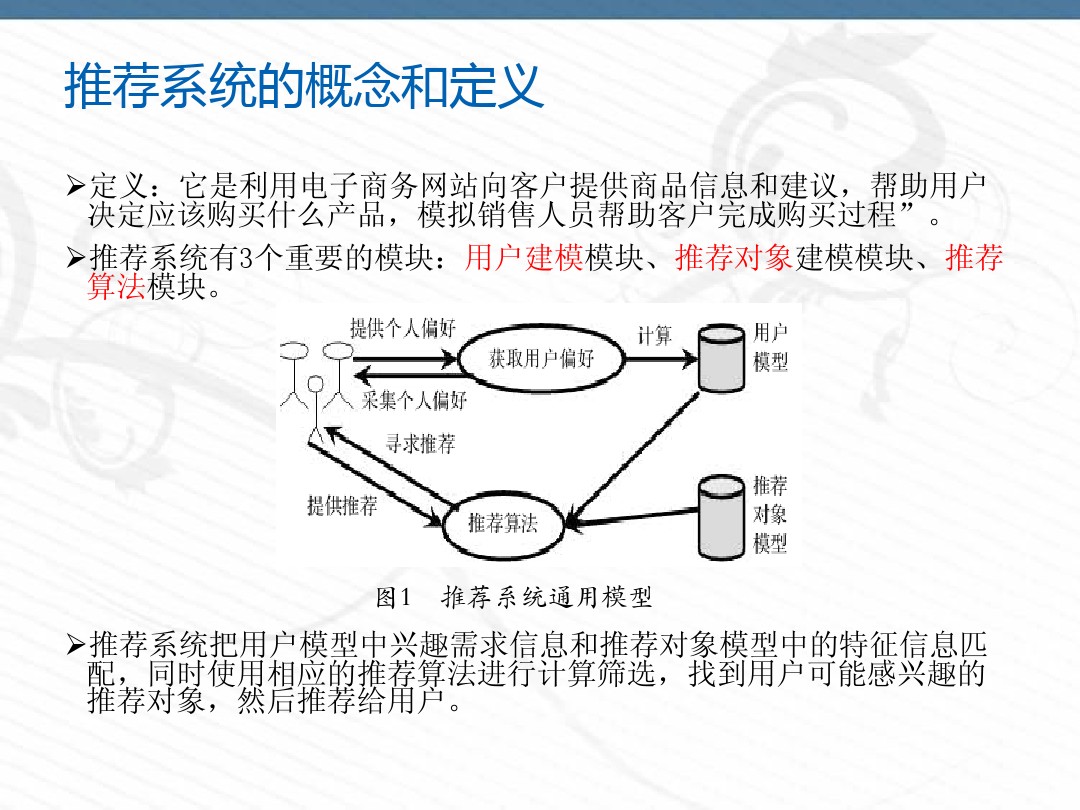 推荐系统的概念和定义
➢定义：它是利用电子商务网站向客户提供商品信息和建议，帮助用户
决定应该购买什么产品，模拟销售人员帮助客户完成购买过程”。
➢推荐系统有3个重要的模块：用户建模模块、推荐对象建模模块、推荐
算法模块。
提供个人偏好
获取用户偏好
计算
用户
模型
采集个人偏好
寻求推荐
提供推荐
推荐算法
推荐
对象
模型
图1 推荐系统通用模型
➢推荐系统把用户模型中兴趣需求信息和推荐对象模型中的特征信息匹
配，同时使用相应的推荐算法进行计算筛选，找到用户可能感兴趣的
推荐对象，然后推荐给用户。